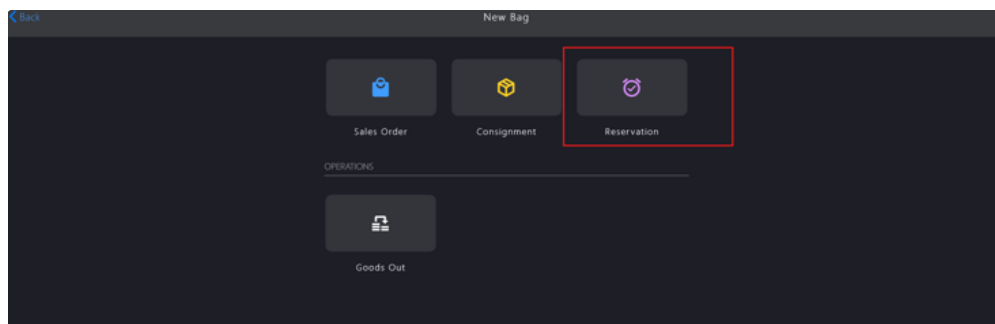 Back
New Bag
Sales Order
Consignment
Reservation
OPERATIONS
Goods Out